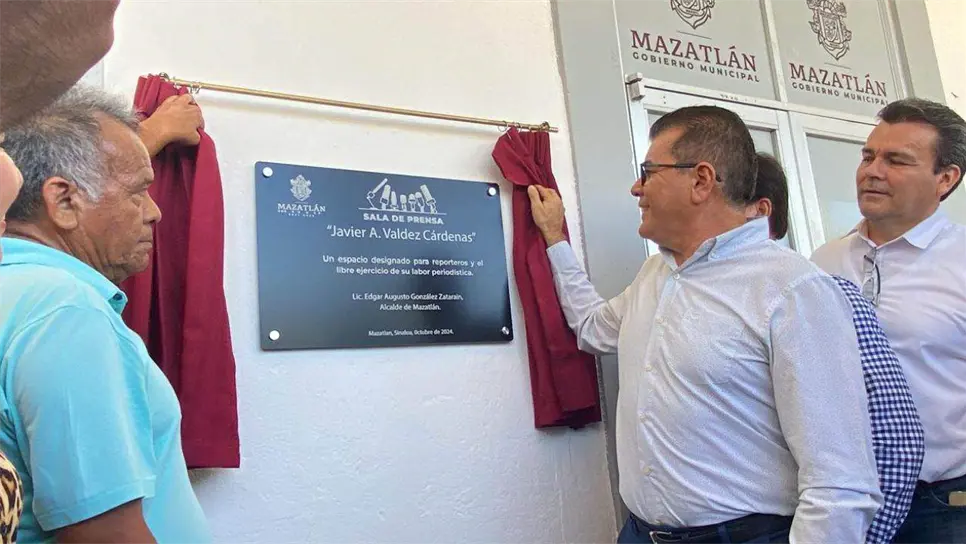 MAZATLÁN
GOBIERNO MUNICIPAL
MAZATLÁN
GOBIERNO MUNICIPAL
MAZATLÁN
SALA DE PRENSA
"Javier A. Valdez Cárdenas"
Un espacio designado para reporteros y el
libre ejercicio de su labor periodística.
Lic. Edgar Augusto González Zatarain,
Alcalde de Mazatlán.
Mazatlan, Sinaloa, Octubre de 2024.